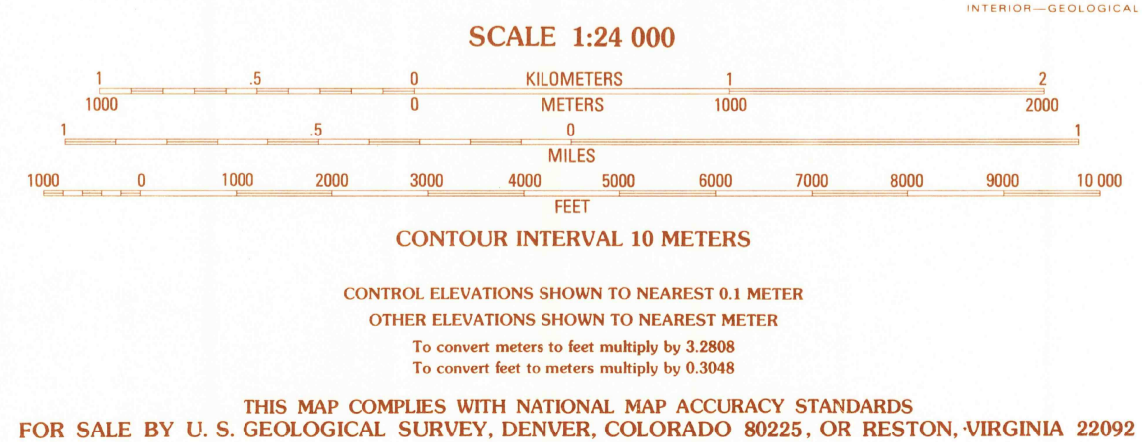 INTERIOR—GEOLOGICAL
SCALE 1:24 000
1 .5 0 KILOMETERS 1 2
1000 0 METERS 1000 2000
1 .5 0 1
MILES
1000 0 1000 2000 3000 4000 5000 6000 7000 8000 9000 10 000
FEET
CONTOUR INTERVAL 10 METERS
CONTROL ELEVATIONS SHOWN TO NEAREST 0.1 METER
OTHER ELEVATIONS SHOWN TO NEAREST METER
To convert meters to feet multiply by 3.2808
To convert feet to meters multiply by 0.3048
THIS MAP COMPLIES WITH NATIONAL MAP ACCURACY STANDARDS
FOR SALE BY U. S. GEOLOGICAL SURVEY, DENVER, COLORADO 80225, OR RESTON, VIRGINIA 22092